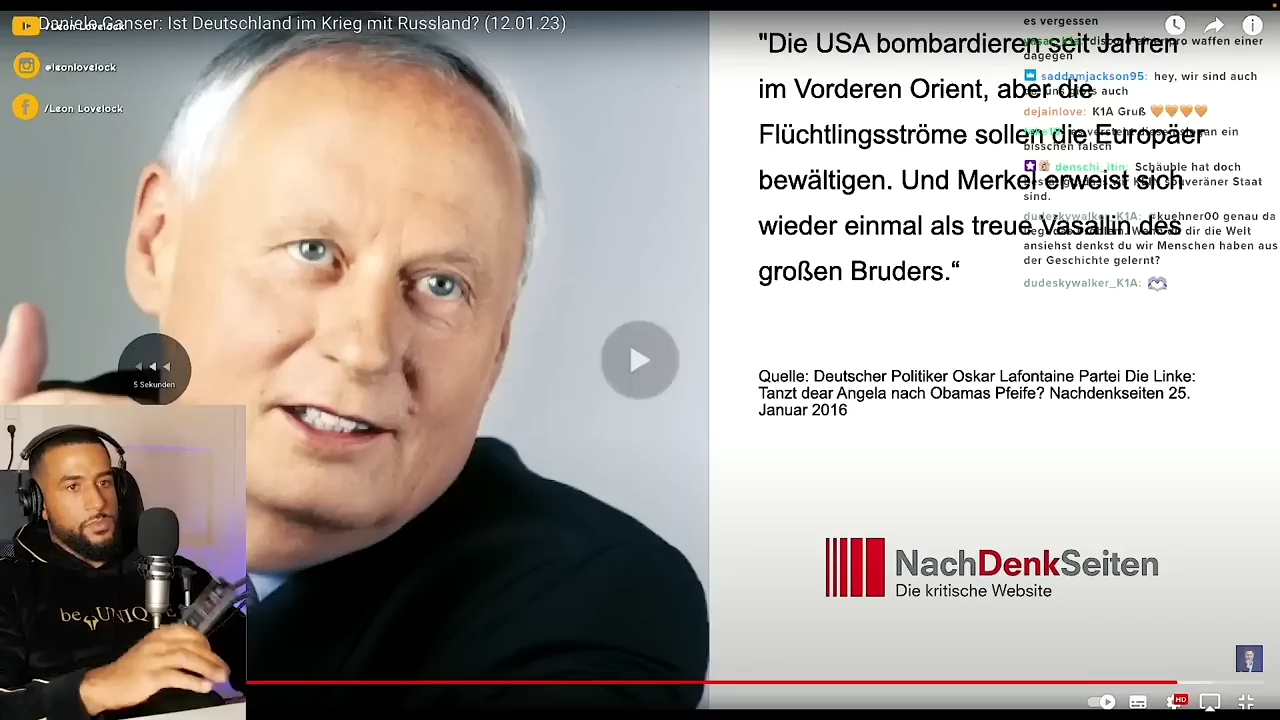 Daniele Ganser: Ist Deutschland im Krieg mit Russland? (12.01.23)
/Leon Lovelock
@leonlovelock
/Leon Lovelock
"Die USA bombardieren seit Jahren
im Vorderen Orient, aber die
Flüchtlingsströme sollen die Europäer
bewältigen. Und Merkel erweist sich
wieder einmal als treue Vasallin des
großen Bruders.“
Quelle: Deutscher Politiker Oskar Lafontaine Partei Die Linke:
Tanzt dear Angela nach Obamas Pfeife? Nachdenkseiten 25.
Januar 2016
NachDenkSeiten
Die kritische Website
es vergessen
pro waffen einer
dagegen
saddamjackson95: hey, wir sind auch
auch
dejainlove: K1A Gruß 🧡🧡🧡🧡
ein
bisschen falsch
denschi_itin: Schäuble hat doch
souveräner Staat
sind.
dudeskywalker_K1A: @kuehner00 genau da
die Welt
ansiehst denkst du wir Menschen haben aus
der Geschichte gelernt?
dudeskywalker_K1A:
5 Sekunden
be UNIQUE
HD